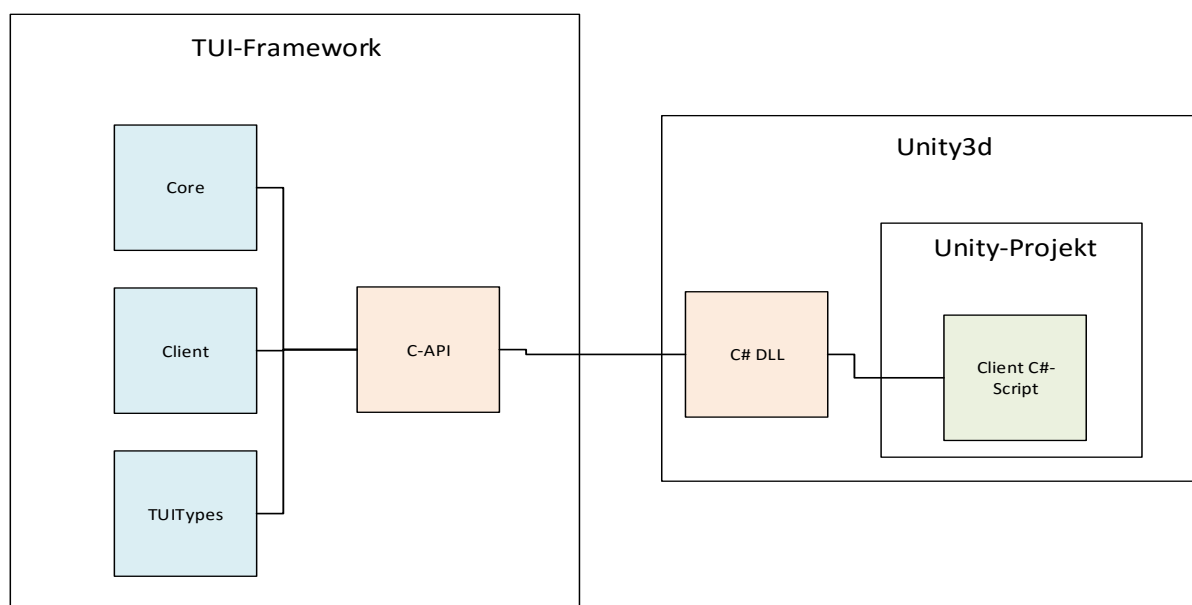 TUI-Framework
Core
Client
TUITypes
C-API
Unity3d
C# DLL
Unity-Projekt
Client C#-
Script